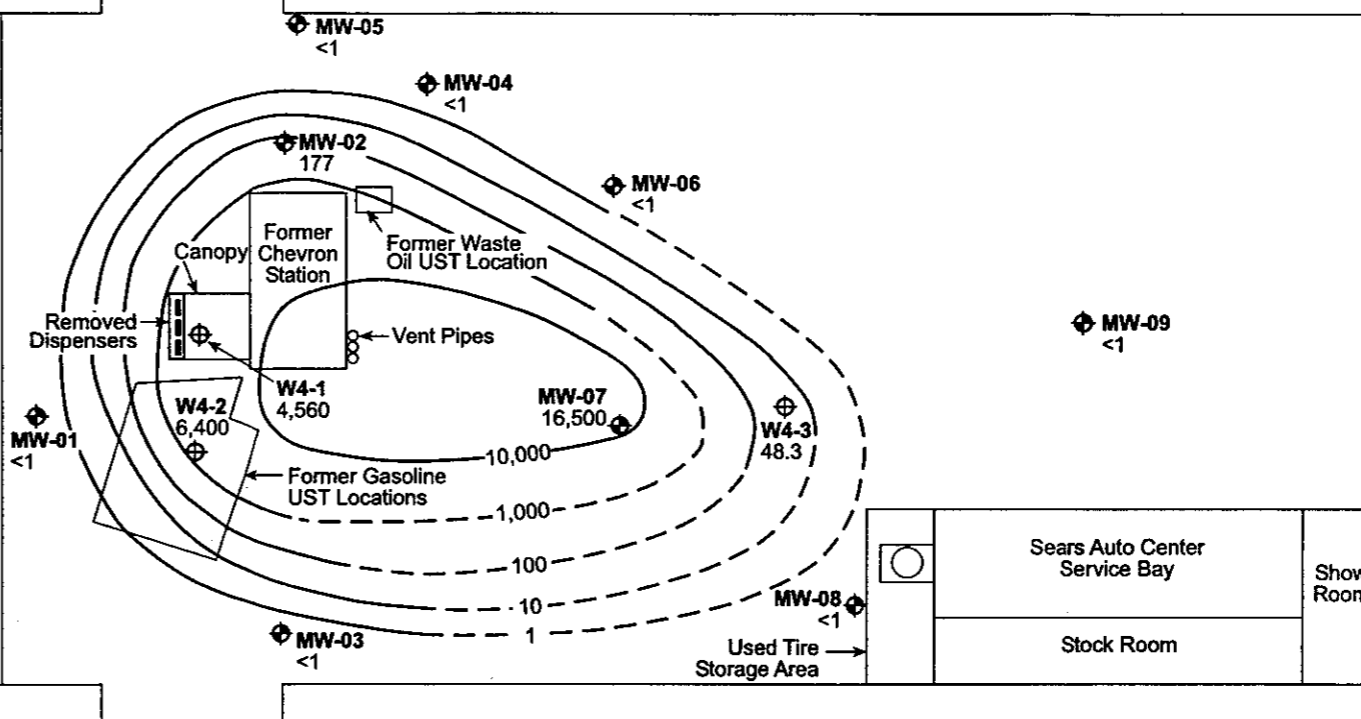 MW-05
<1
MW-04
<1
MW-02
177
MW-06
<1
Former
Chevron
Station
Canopy
Former Waste
Oil UST Location
Removed
Dispensers
Vent Pipes
MW-09
<1
W4-1
4,560
W4-2
6,400
MW-07
16,500
MW-01
<1
W4-3
48.3
10,000
Former Gasoline
UST Locations
1,000
100
10
1
Sears Auto Center
Service Bay
Show
Room
MW-08
<1
MW-03
<1
Used Tire
Storage Area
Stock Room